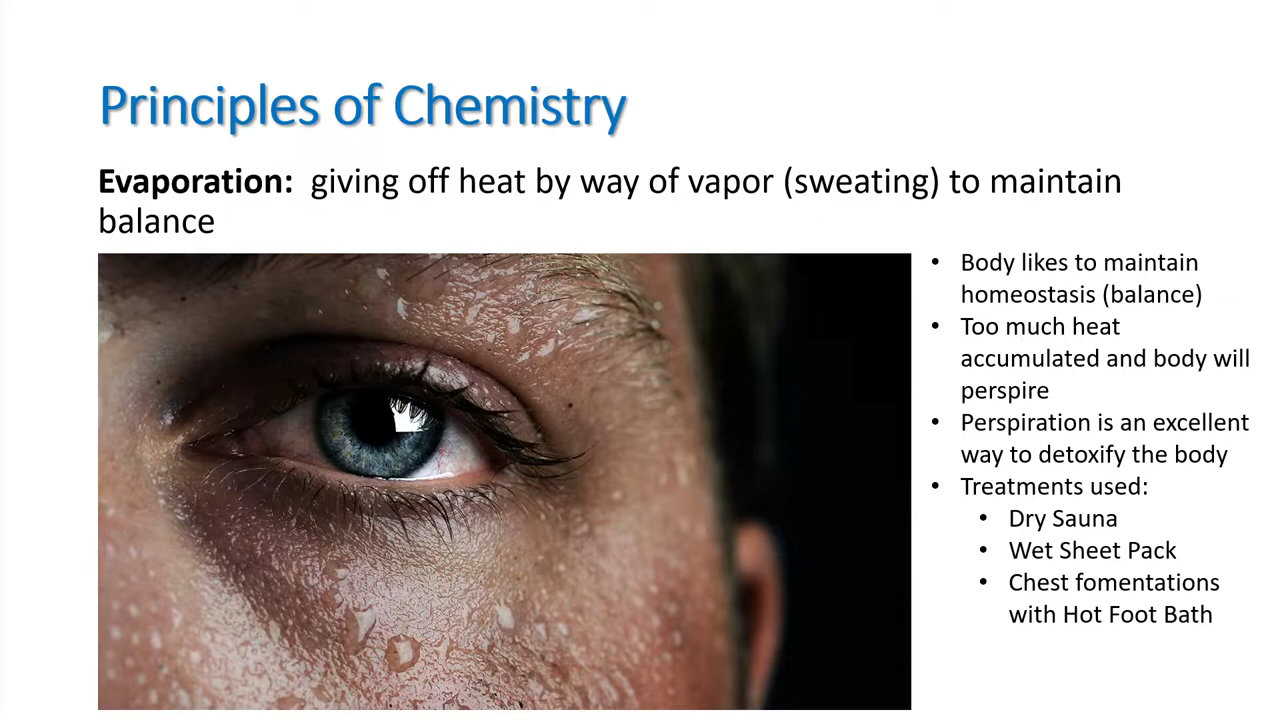 Principles of Chemistry
Evaporation: giving off heat by way of vapor (sweating) to maintain
balance
• Body likes to maintain
homeostasis (balance)
• Too much heat
accumulated and body will
perspire
• Perspiration is an excellent
way to detoxify the body
• Treatments used:
• Dry Sauna
• Wet Sheet Pack
• Chest fomentations
with Hot Foot Bath